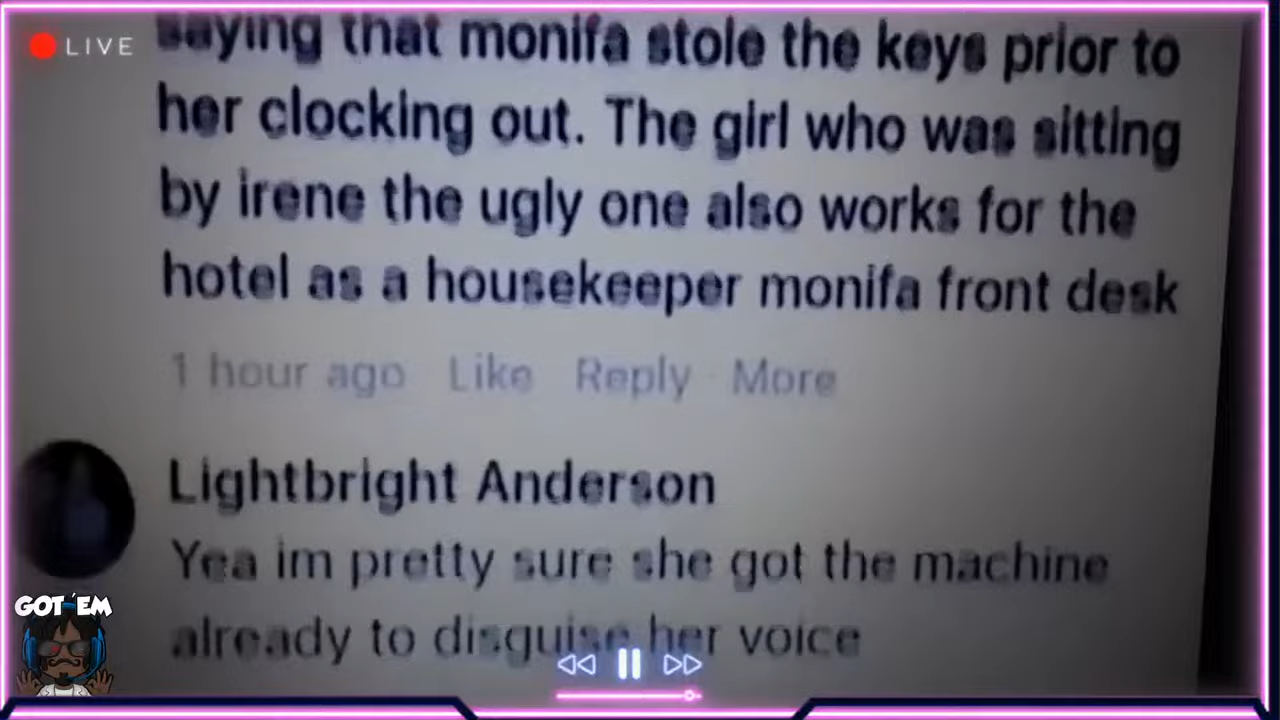 LIVE
saying that monifa stole the keys prior to
her clocking out. The girl who was sitting
by irene the ugly one also works for the
hotel as a housekeeper monifa front desk
1 hour ago Like Reply · More
Lightbright Anderson
Yea im pretty sure she got the machine
already to disguise her voice
GOT 'EM